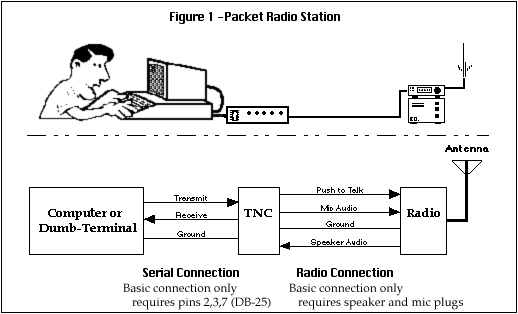 Figure 1 -Packet Radio Station
Antenna
Computer or
Dumb-Terminal
Transmit
Receive
Ground
TNC
Push to Talk
Mic Audio
Ground
Speaker Audio
Radio
Serial Connection
Basic connection only
requires pins 2,3,7 (DB-25)
Radio Connection
Basic connection only
requires speaker and mic plugs